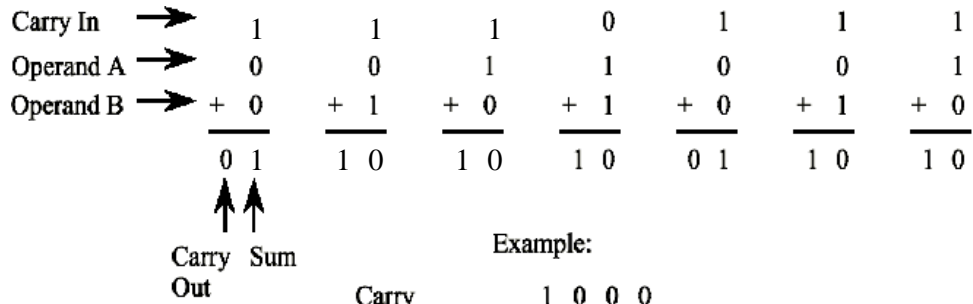 Carry In 1 1 1 0 1 1 1
Operand A 0 0 1 1 0 0 1
Operand B + 0 + 1 + 0 + 1 + 0 + 1 + 0
0 1 1 0 1 0 1 0 0 1 1 0 1 0
Carry Sum
Out
Example:
Carry 1 0 0 0